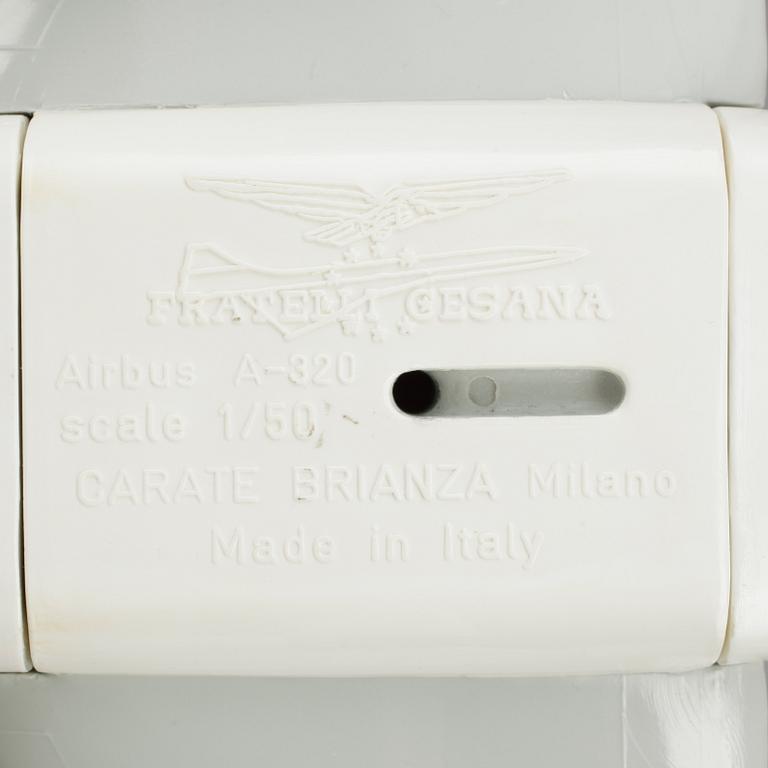 FRATELLI CESANA
Airbus A-320
scale 1/50
CARATE BRIANZA Milano
Made in Italy